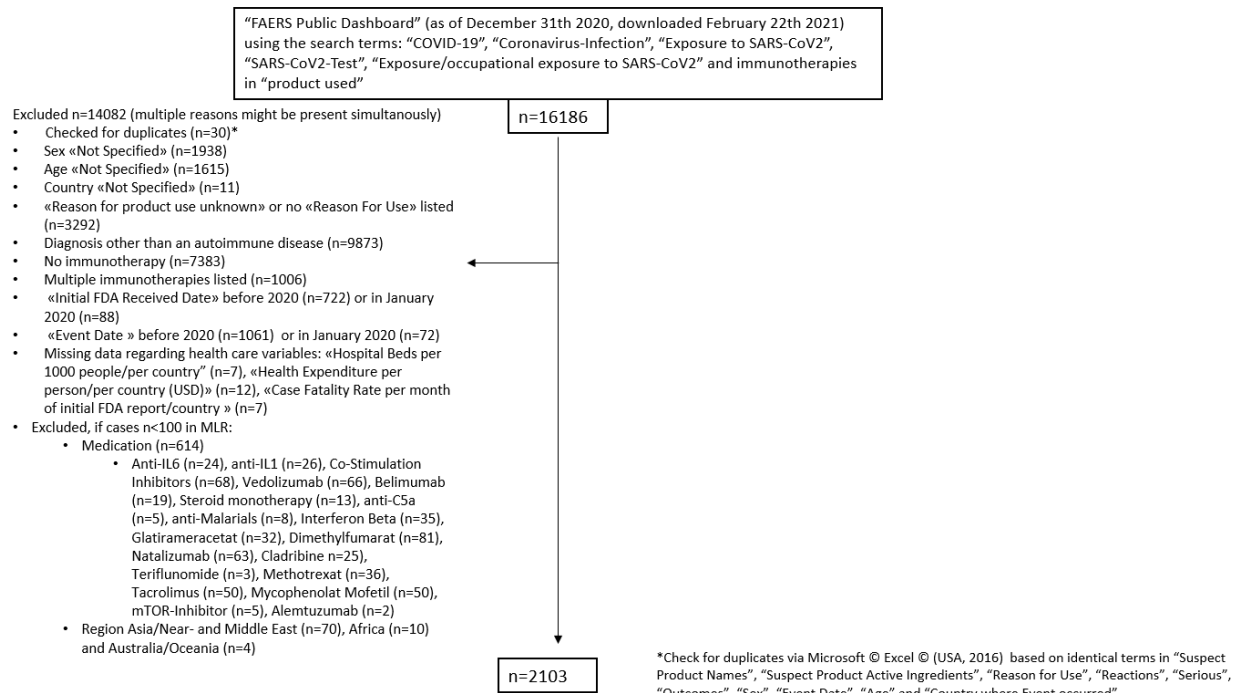 “FAERS Public Dashboard” (as of December 31th 2020, downloaded February 22th 2021)
using the search terms: “COVID-19”, “Coronavirus-Infection”, “Exposure to SARS-CoV2”,
“SARS-CoV2-Test”, “Exposure/occupational exposure to SARS-CoV2” and immunotherapies
in “product used”
n=16186
Excluded n=14082 (multiple reasons might be present simultanously)
• Checked for duplicates (n=30)*
• Sex «Not Specified» (n=1938)
• Age «Not Specified» (n=1615)
• Country «Not Specified» (n=11)
• «Reason for product use unknown» or no «Reason For Use» listed
(n=3292)
• Diagnosis other than an autoimmune disease (n=9873)
• No immunotherapy (n=7383)
• Multiple immunotherapies listed (n=1006)
• «Initial FDA Received Date» before 2020 (n=722) or in January
2020 (n=88)
• «Event Date » before 2020 (n=1061) or in January 2020 (n=72)
• Missing data regarding health care variables: «Hospital Beds per
1000 people/per country” (n=7), «Health Expenditure per
person/per country (USD)» (n=12), «Case Fatality Rate per month
of initial FDA report/country » (n=7)
• Excluded, if cases n<100 in MLR:
• Medication (n=614)
• Anti-IL6 (n=24), anti-IL1 (n=26), Co-Stimulation
Inhibitors (n=68), Vedolizumab (n=66), Belimumab
(n=19), Steroid monotherapy (n=13), anti-C5a
(n=5), anti-Malarials (n=8), Interferon Beta (n=35),
Glatirameracetat (n=32), Dimethylfumarat (n=81),
Natalizumab (n=63), Cladribine n=25),
Teriflunomide (n=3), Methotrexat (n=36),
Tacrolimus (n=50), Mycophenolat Mofetil (n=50),
mTOR-Inhibitor (n=5), Alemtuzumab (n=2)
• Region Asia/Near- and Middle East (n=70), Africa (n=10)
and Australia/Oceania (n=4)
n=2103
*Check for duplicates via Microsoft © Excel © (USA, 2016) based on identical terms in “Suspect
Product Names”, “Suspect Product Active Ingredients”, “Reason for Use”, “Reactions”, “Serious”,
“Outcomes”, “Sex”, “Event Date”, “Age” and “Country where Event occurred”